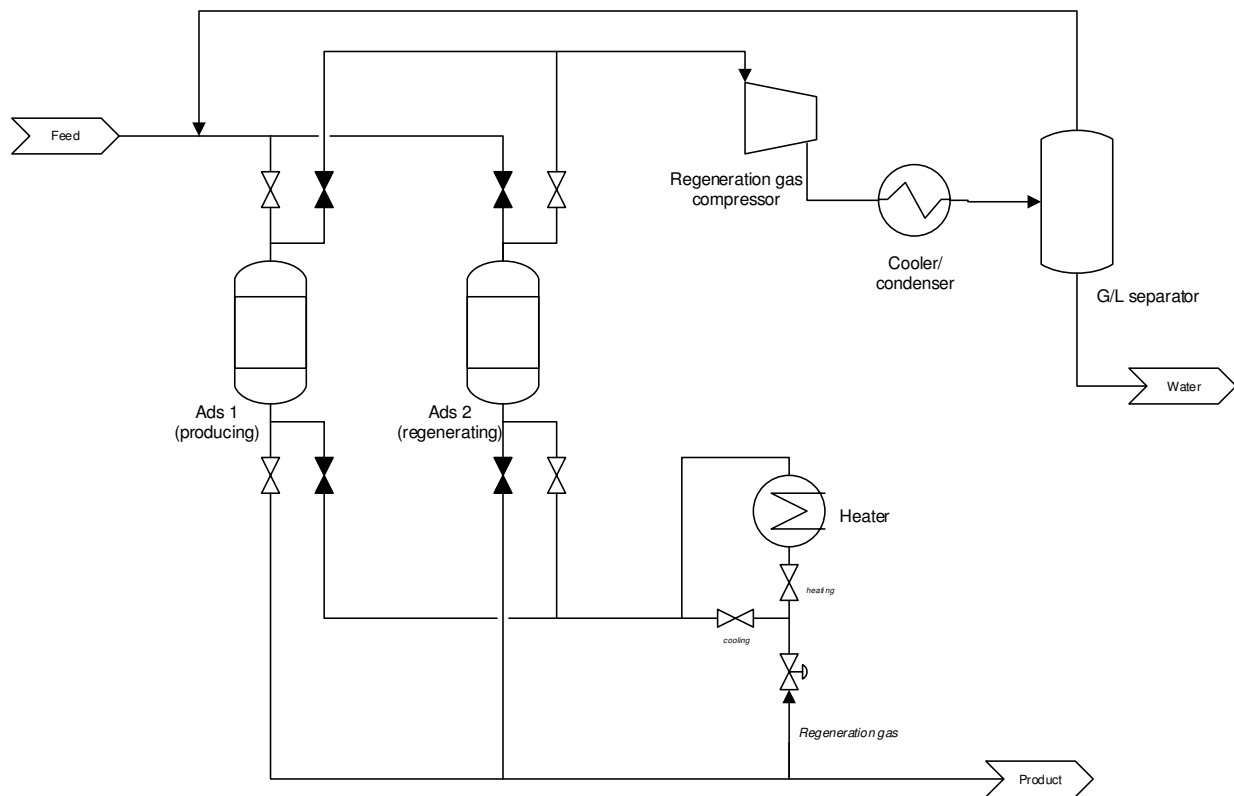 Feed
Regeneration gas
compressor
Cooler/
condenser
G/L separator
Water
Ads 1
(producing)
Ads 2
(regenerating)
Heater
heating
cooling
Regeneration gas
Product